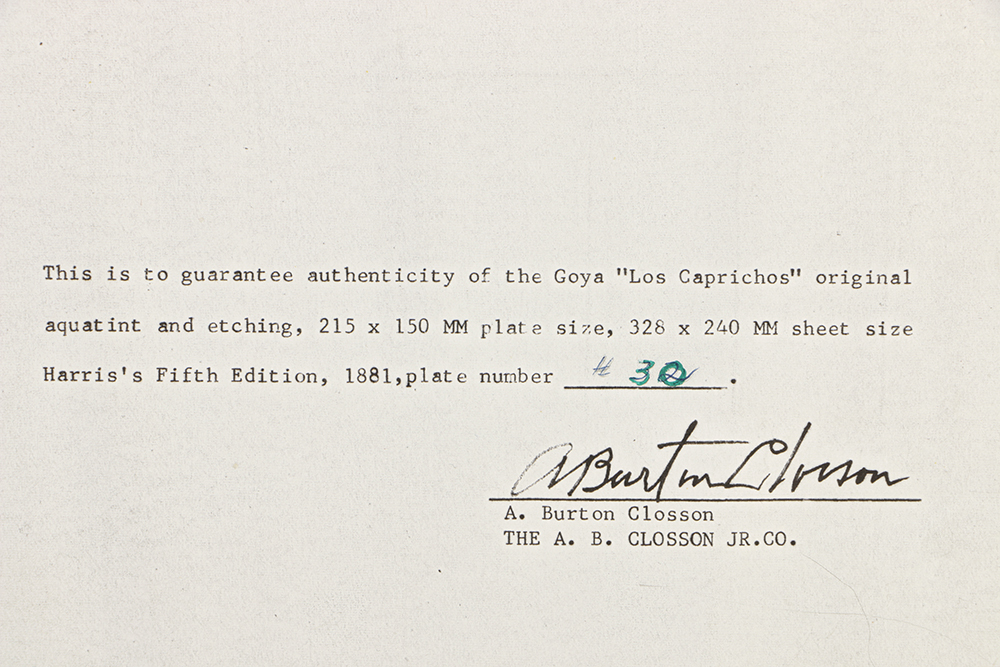 This is to guarantee authenticity of the Goya "Los Caprichos" original
aquatint and etching, 215 x 150 MM plate size, 328 x 240 MM sheet size
Harris's Fifth Edition, 1881,plate number # .
A Burton Closson
A. Burton Closson
THE A. B. CLOSSON JR.CO.